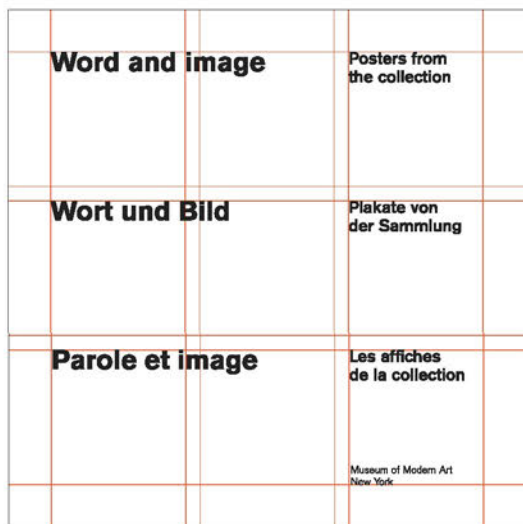 Word and image
Posters from
the collection
Wort und Bild
Plakate von
der Sammlung
Parole et image
Les affiches
de la collection
Museum of Modern Art
New York